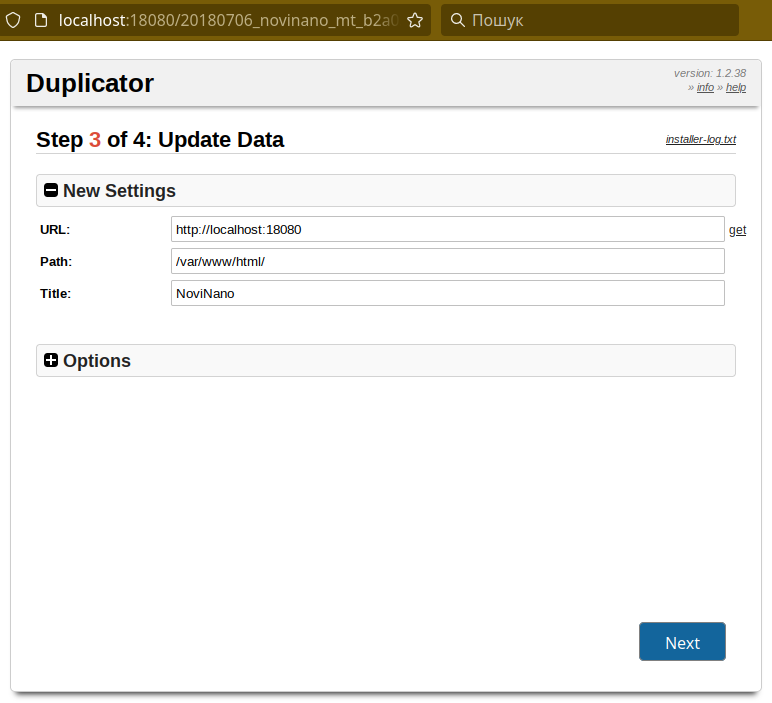 localhost:18080/20180706_novinano_mt_b2a0
Пошук
Duplicator
version: 1.2.38
» info » help
Step 3 of 4: Update Data
installer-log.txt
New Settings
URL: http://localhost:18080 get
Path: /var/www/html/
Title: NoviNano
Options
Next